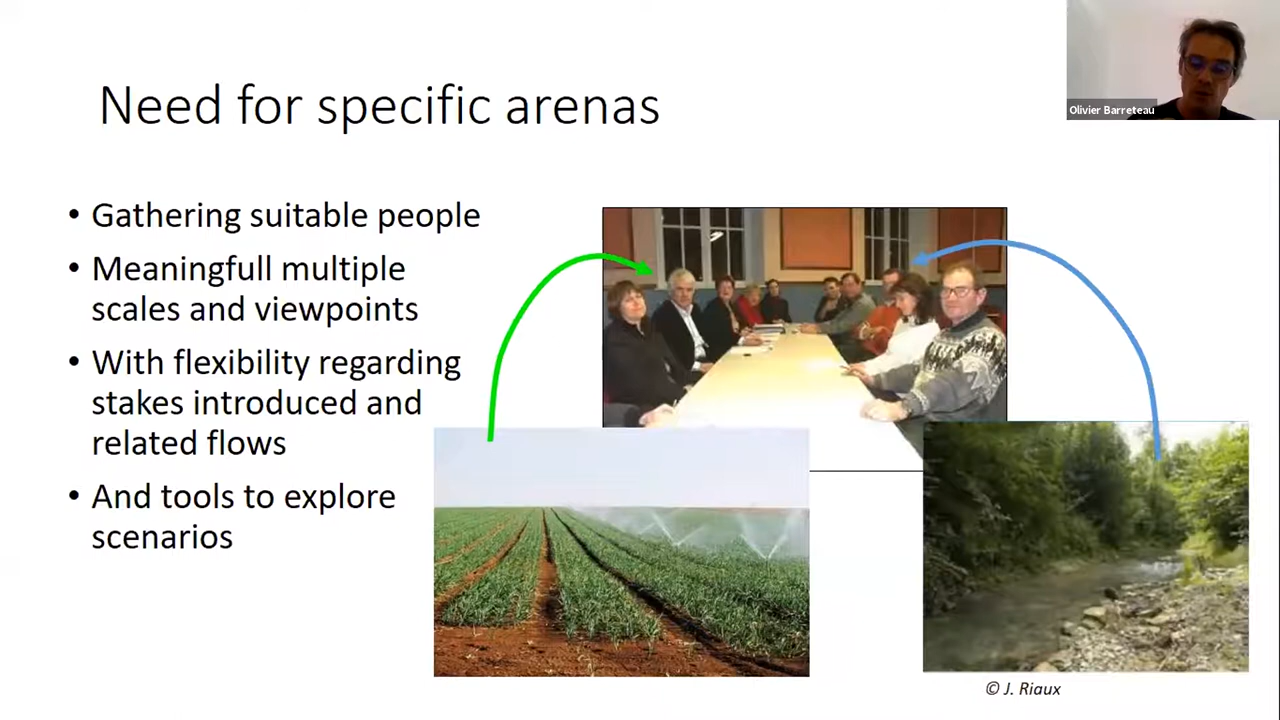 Need for specific arenas
Olivier Barreteau
• Gathering suitable people
• Meaningfull multiple
scales and viewpoints
• With flexibility regarding
stakes introduced and
related flows
• And tools to explore
scenarios
© J. Riaux